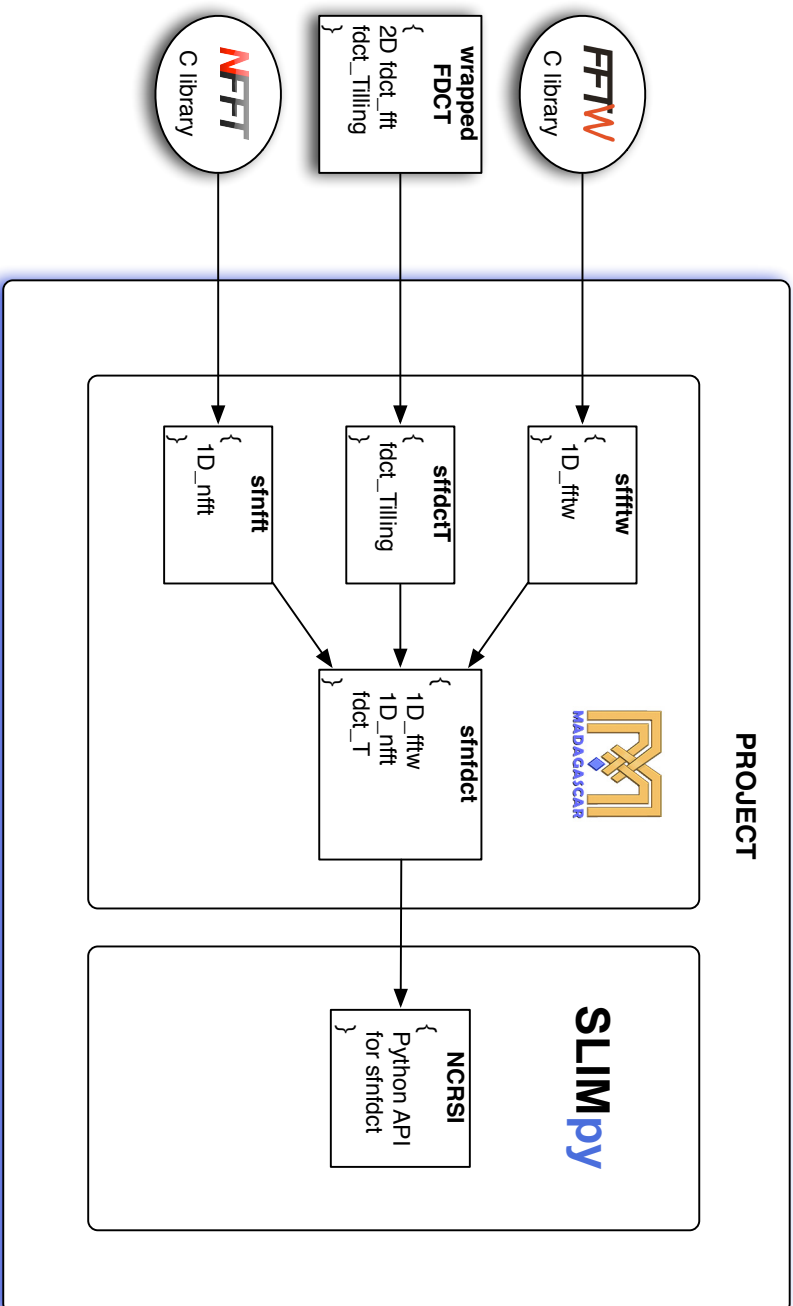 PROJECT
FFTW
C library
wrapped
FDCT
{
2D fdct_fft
fdct_Tilling
}
NFFT
C library
sffftw
{
1D_fftw
}
sffdctT
{
fdct_Tilling
}
sfnfft
{
1D_nfft
}
MADAGASCAR
sfnfdct
{
1D_fftw
1D_nfft
fdct_T
}
SLIMpy
NCRSI
{
Python API
for sfnfdct
}